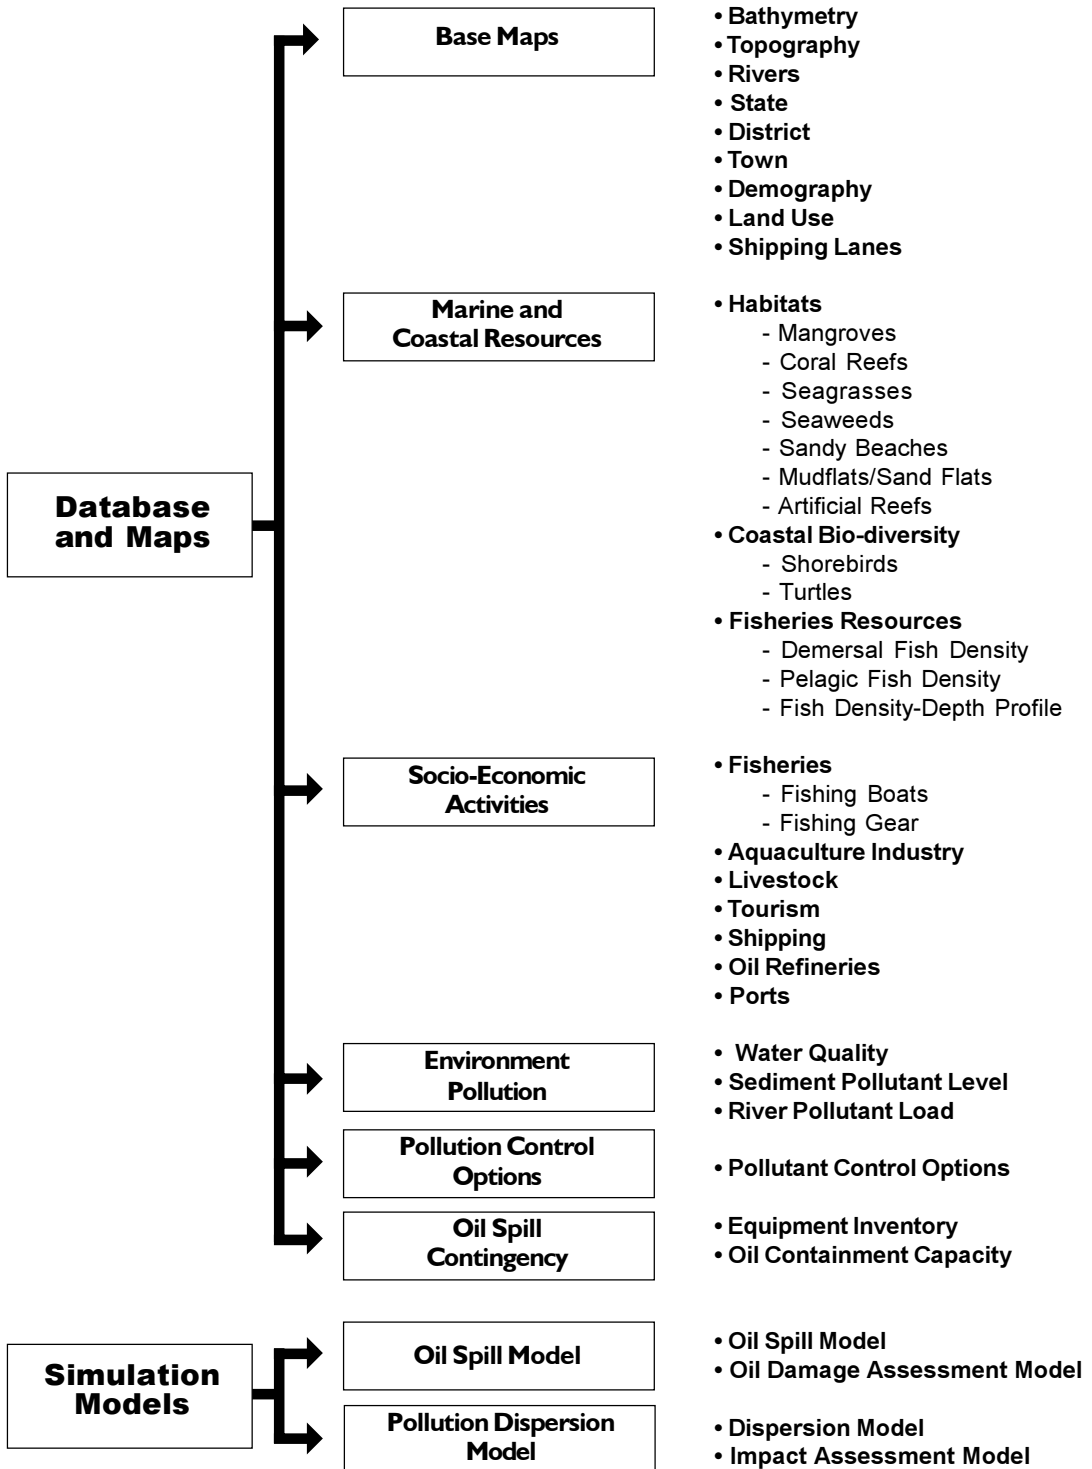 Base Maps
• Bathymetry
• Topography
• Rivers
• State
• District
• Town
• Demography
• Land Use
• Shipping Lanes
Marine and
Coastal Resources
• Habitats
- Mangroves
- Coral Reefs
- Seagrasses
- Seaweeds
- Sandy Beaches
- Mudflats/Sand Flats
- Artificial Reefs
• Coastal Bio-diversity
- Shorebirds
- Turtles
• Fisheries Resources
- Demersal Fish Density
- Pelagic Fish Density
- Fish Density-Depth Profile
Database
and Maps
Socio-Economic
Activities
• Fisheries
- Fishing Boats
- Fishing Gear
• Aquaculture Industry
• Livestock
• Tourism
• Shipping
• Oil Refineries
• Ports
Environment
Pollution
• Water Quality
• Sediment Pollutant Level
• River Pollutant Load
Pollution Control
Options
• Pollutant Control Options
Oil Spill
Contingency
• Equipment Inventory
• Oil Containment Capacity
Simulation
Models
Oil Spill Model
• Oil Spill Model
• Oil Damage Assessment Model
Pollution Dispersion
Model
• Dispersion Model
• Impact Assessment Model